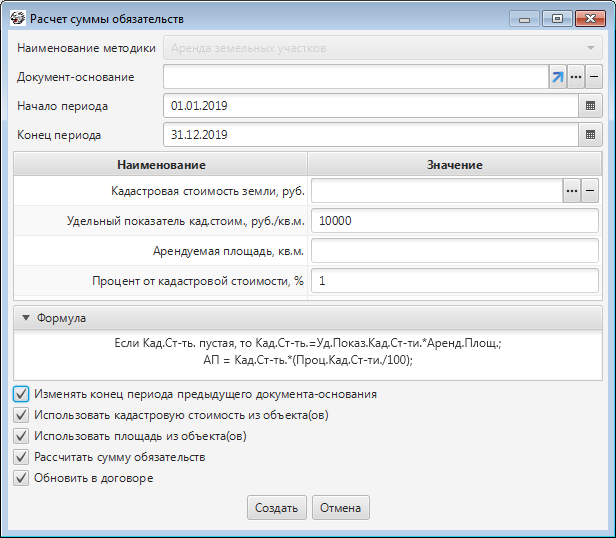 Расчет суммы обязательств
Наименование методики Аренда земельных участков
Документ-основание
Начало периода 01.01.2019
Конец периода 31.12.2019
Наименование Значение
Кадастровая стоимость земли, руб.
Удельный показатель кад.стоим., руб./кв.м. 10000
Арендуемая площадь, кв.м.
Процент от кадастровой стоимости, % 1
Формула
Если Кад.Ст-ть. пустая, то Кад.Ст-ть.=Уд.Показ.Кад.Ст-ти.*Аренд.Площ.;
АП = Кад.Ст-ть.*(Проц.Кад.Ст-ти./100);
Изменять конец периода предыдущего документа-основания
Использовать кадастровую стоимость из объекта(ов)
Использовать площадь из объекта(ов)
Рассчитать сумму обязательств
Обновить в договоре
Создать Отмена